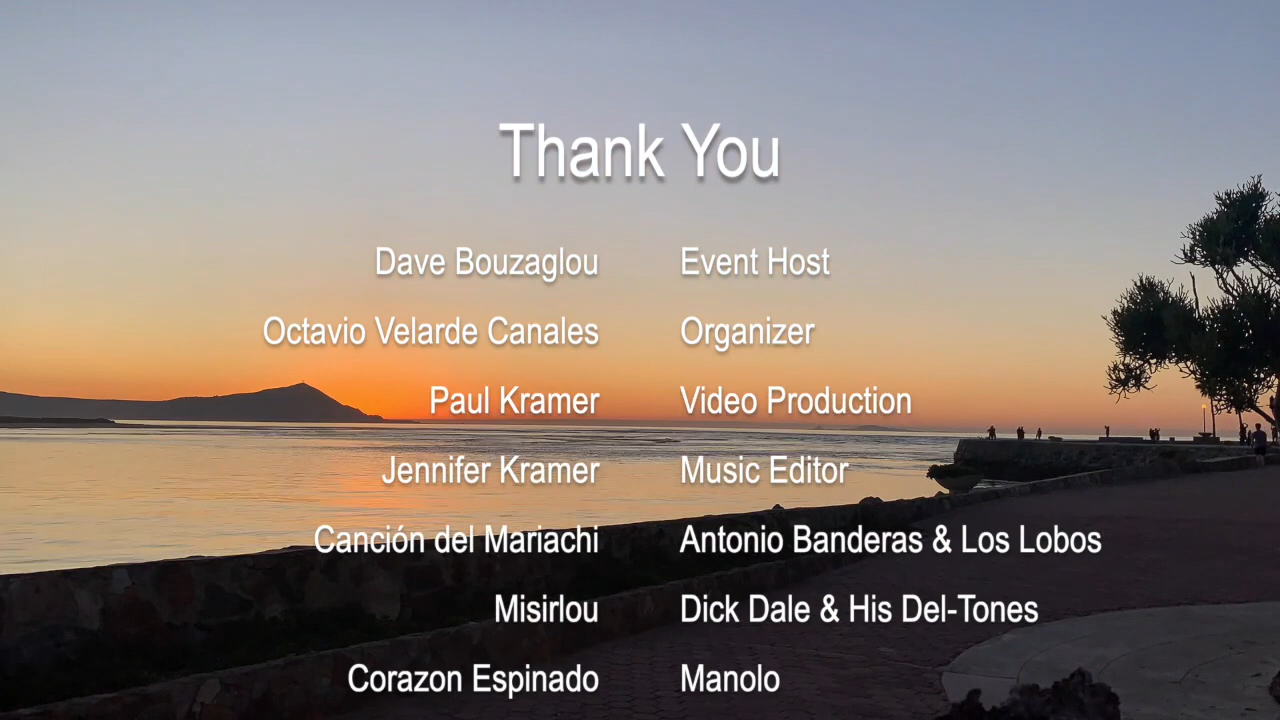 Thank You
Dave Bouzaglou Event Host
Octavio Velarde Canales Organizer
Paul Kramer Video Production
Jennifer Kramer Music Editor
Canción del Mariachi Antonio Banderas & Los Lobos
Misirlou Dick Dale & His Del-Tones
Corazon Espinado Manolo